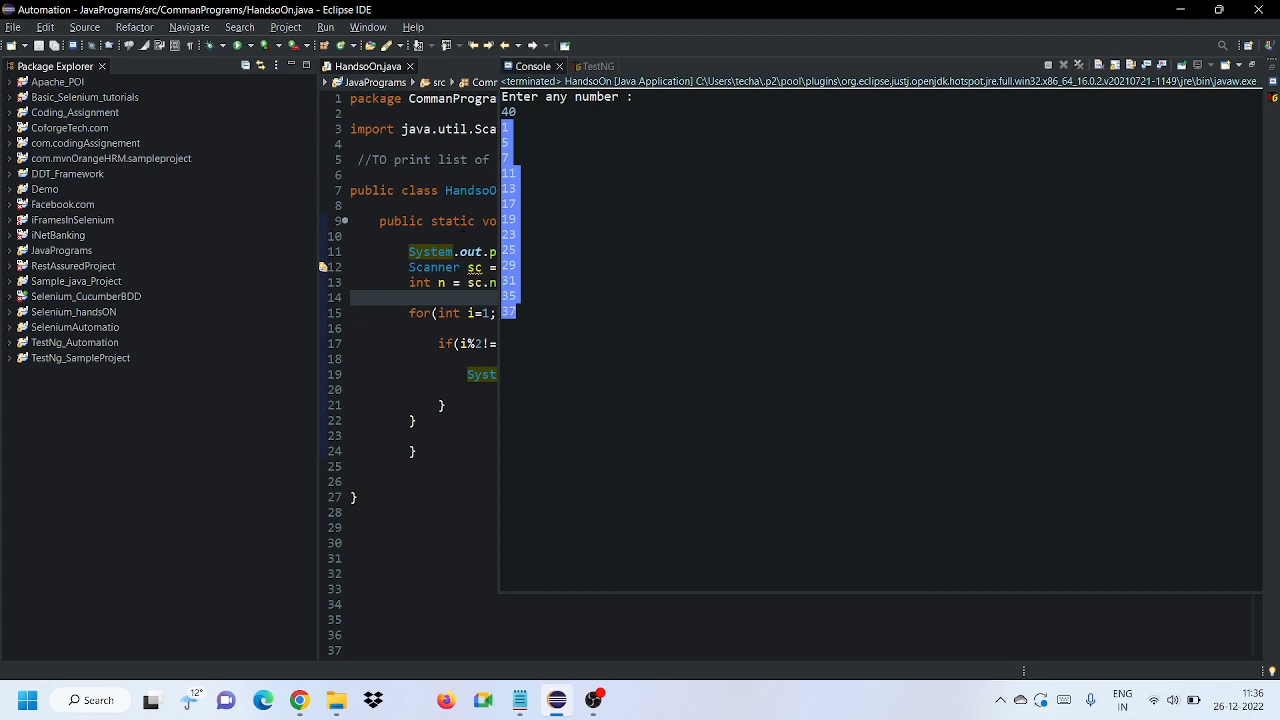 Automation - JavaPrograms/src/CommanPrograms/HandsoOn.java - Eclipse IDE
File Edit Source Refactor Navigate Search Project Run Window Help
Package Explorer
Apache_POI
Basic_Selenium_tutorials
Coding_Assignment
CoforgeTech.com
com.codingAssignement
com.mvnOrangeHRM.sampleproject
DDT_Framework
Demo
Facebook.com
iFramesInSelenium
iNetBanking
JavaPrograms
RestAssuredProject
Sample_java_Project
Selenium_CucumberBDD
Selenium_handsON
SeleniumAutomatio
TestNg_Automation
TestNg_SampleProject
HandsoOn.java
JavaPrograms src Comr
1 package CommanProgra
2
3 import java.util.Sca
4
5 //TO print list of
6
7 public class HandsoO
8
9 public static vo
10
11 System.out.p
12 Scanner sc =
13 int n = sc.n
14
15 for(int i=1;
16
17 if(i%2!=
18
19 Syst
20
21 }
22 }
23
24 }
25
26
27 }
28
29
30
31
32
33
34
35
36
37
Console TestNG
<terminated> HandsOn [Java Application] C:\Users\techa\.p2\pool\plugins\org.eclipse.justj.openjdk.hotspot.jre.full.win32.x86_64_16.0.2.v20210721-1149\jre\bin\javaw.exe
Enter any number :
40
1
5
7
11
13
17
19
23
25
29
31
35
37
12°
Search
ENG
IN
11:36
26-12-2022